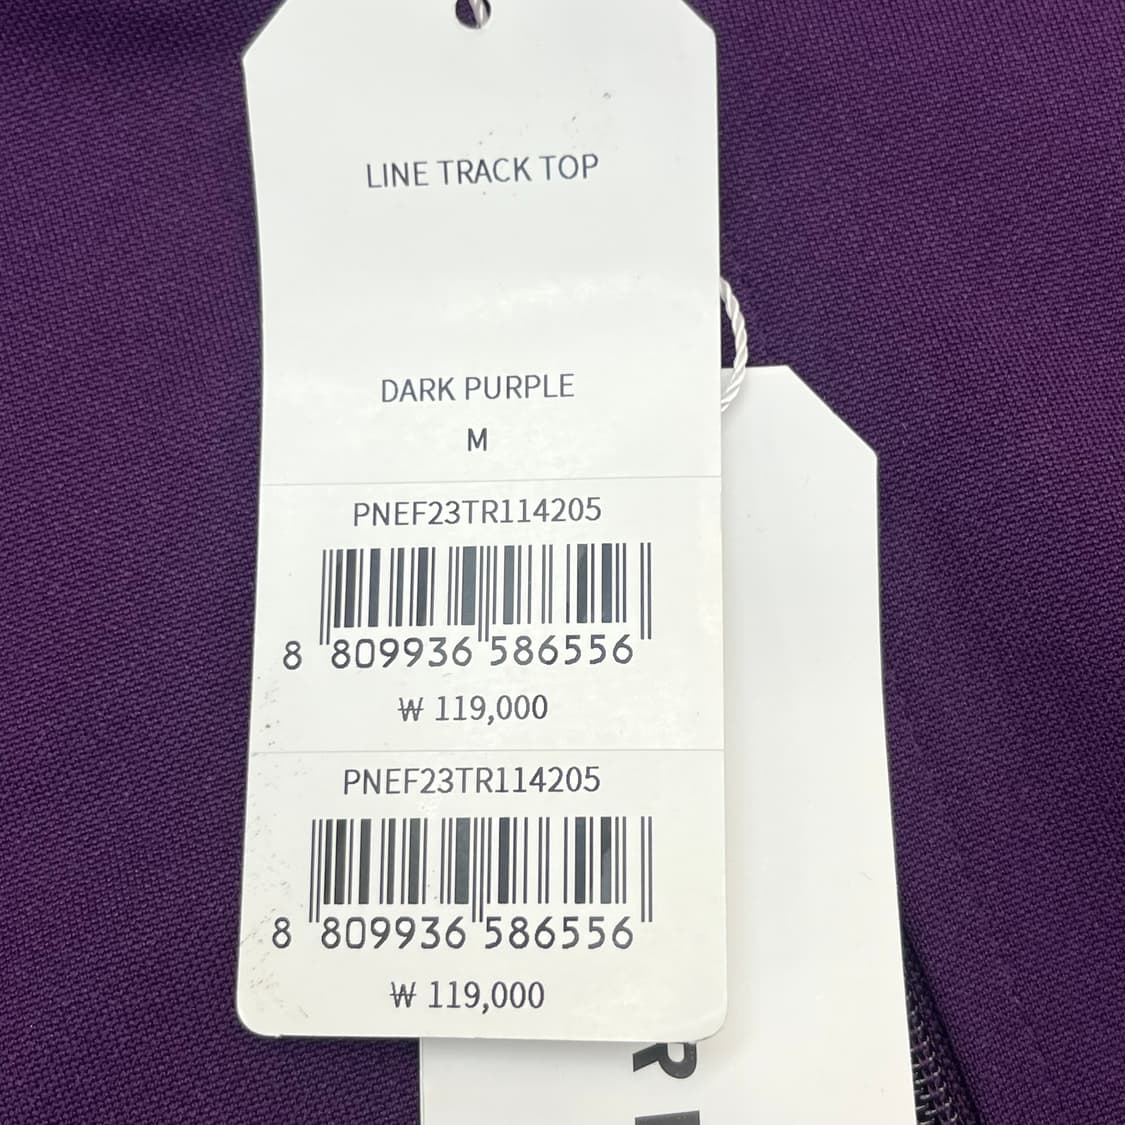 LINE TRACK TOP
DARK PURPLE
M
PNEF23TR114205
8 809936 586556
₩ 119,000
PNEF23TR114205
8 809936 586556
₩ 119,000
R